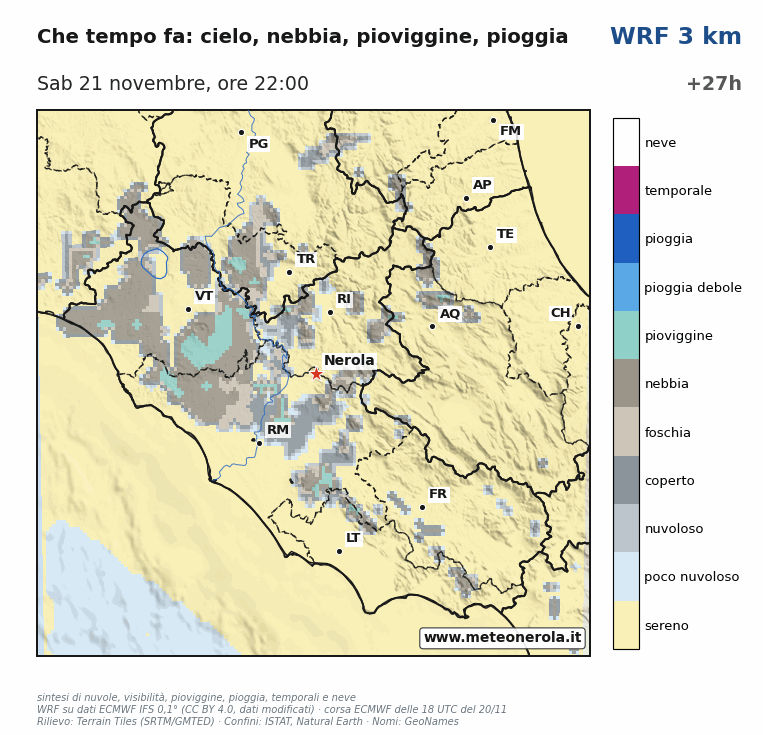 Che tempo fa: cielo, nebbia, pioviggine, pioggia
WRF 3 km
Sab 21 novembre, ore 22:00
+27h
FM
PG
AP
TE
TR
VT
RI
AQ
CH
Nerola
RM
FR
LT
www.meteonerola.it
neve
temporale
pioggia
pioggia debole
pioviggine
nebbia
foschia
coperto
nuvoloso
poco nuvoloso
sereno
sintesi di nuvole, visibilità, pioviggine, pioggia, temporali e neve
WRF su dati ECMWF IFS 0,1° (CC BY 4.0, dati modificati) · corsa ECMWF delle 18 UTC del 20/11
Rilievo: Terrain Tiles (SRTM/GMTED) · Confini: ISTAT, Natural Earth · Nomi: GeoNames